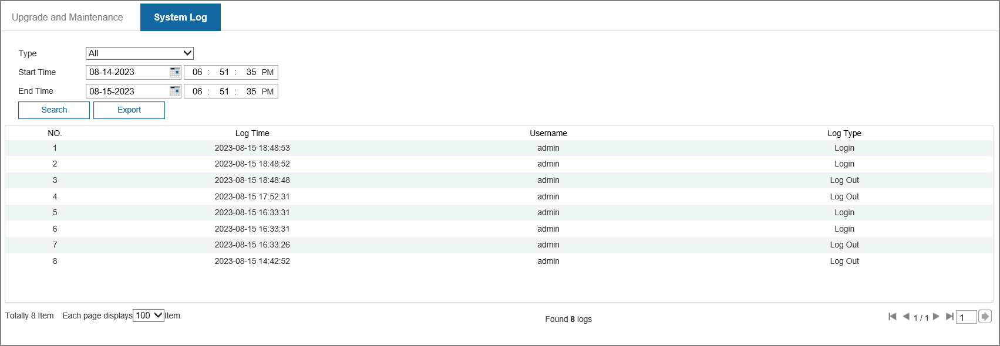 Upgrade and Maintenance System Log
Type All
Start Time 08-14-2023 06 : 51 : 35 PM
End Time 08-15-2023 06 : 51 : 35 PM
Search Export
NO. Log Time Username Log Type
1 2023-08-15 18:48:53 admin Login
2 2023-08-15 18:48:52 admin Login
3 2023-08-15 18:48:48 admin Log Out
4 2023-08-15 17:52:31 admin Log Out
5 2023-08-15 16:33:31 admin Login
6 2023-08-15 16:33:31 admin Login
7 2023-08-15 16:33:26 admin Log Out
8 2023-08-15 14:42:52 admin Log Out
Totally 8 Item Each page displays 100 Item Found 8 logs 1 / 1 1